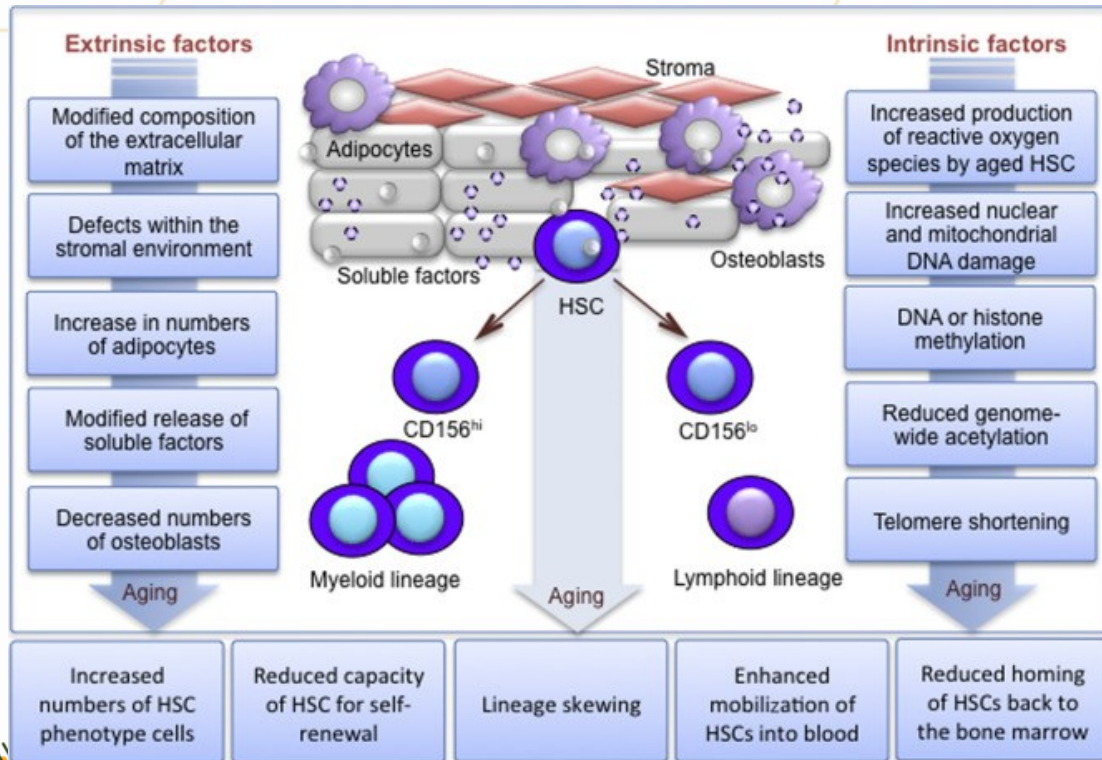 Extrinsic factors
Modified composition
of the extracellular
matrix
Defects within the
stromal environment
Increase in numbers
of adipocytes
Modified release of
soluble factors
Decreased numbers
of osteoblasts
Aging
Stroma
Adipocytes
Soluble factors
Osteoblasts
HSC
CD156hi
CD156lo
Myeloid lineage
Lymphoid lineage
Aging
Intrinsic factors
Increased production
of reactive oxygen
species by aged HSC
Increased nuclear
and mitochondrial
DNA damage
DNA or histone
methylation
Reduced genome-
wide acetylation
Telomere shortening
Aging
Increased
numbers of HSC
phenotype cells
Reduced capacity
of HSC for self-
renewal
Lineage skewing
Enhanced
mobilization of
HSCs into blood
Reduced homing
of HSCs back to
the bone marrow